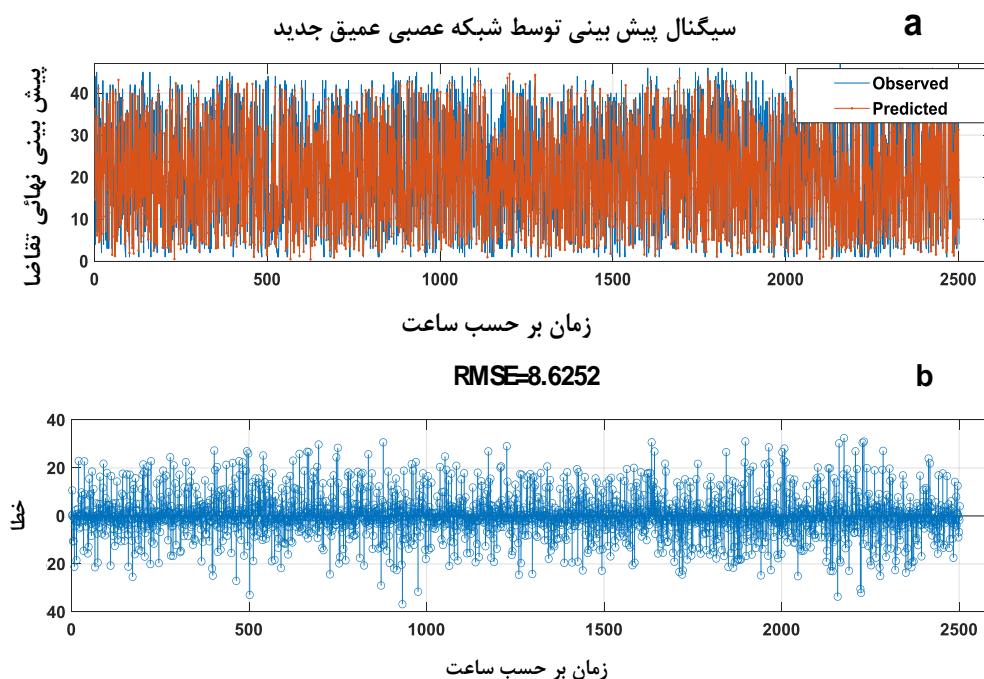 سیگنال پیش بینی توسط شبکه عصبی عمیق جدید
a
پیش بینی نهائی تقاضا
40
30
20
10
0
Observed
Predicted
0 500 1000 1500 2000 2500
زمان بر حسب ساعت
RMSE=8.6252
b
خطا
40
20
0
20
40
0 500 1000 1500 2000 2500
زمان بر حسب ساعت